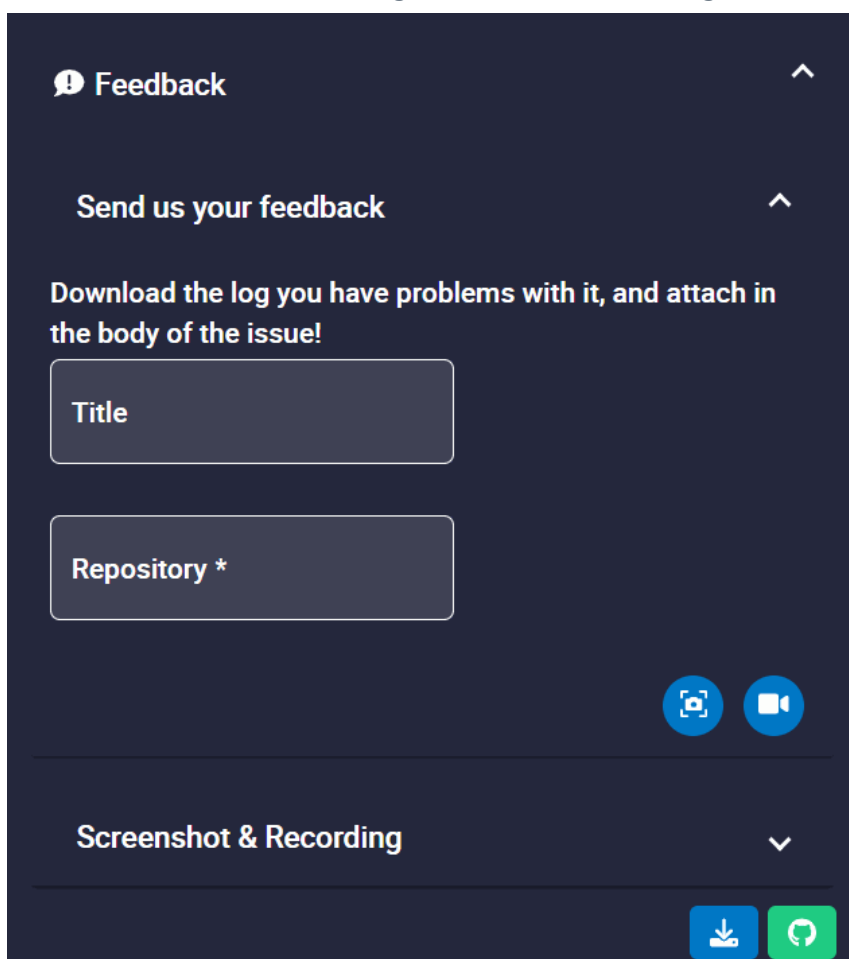 Feedback
Send us your feedback
Download the log you have problems with it, and attach in
the body of the issue!
Title
Repository *
Screenshot & Recording